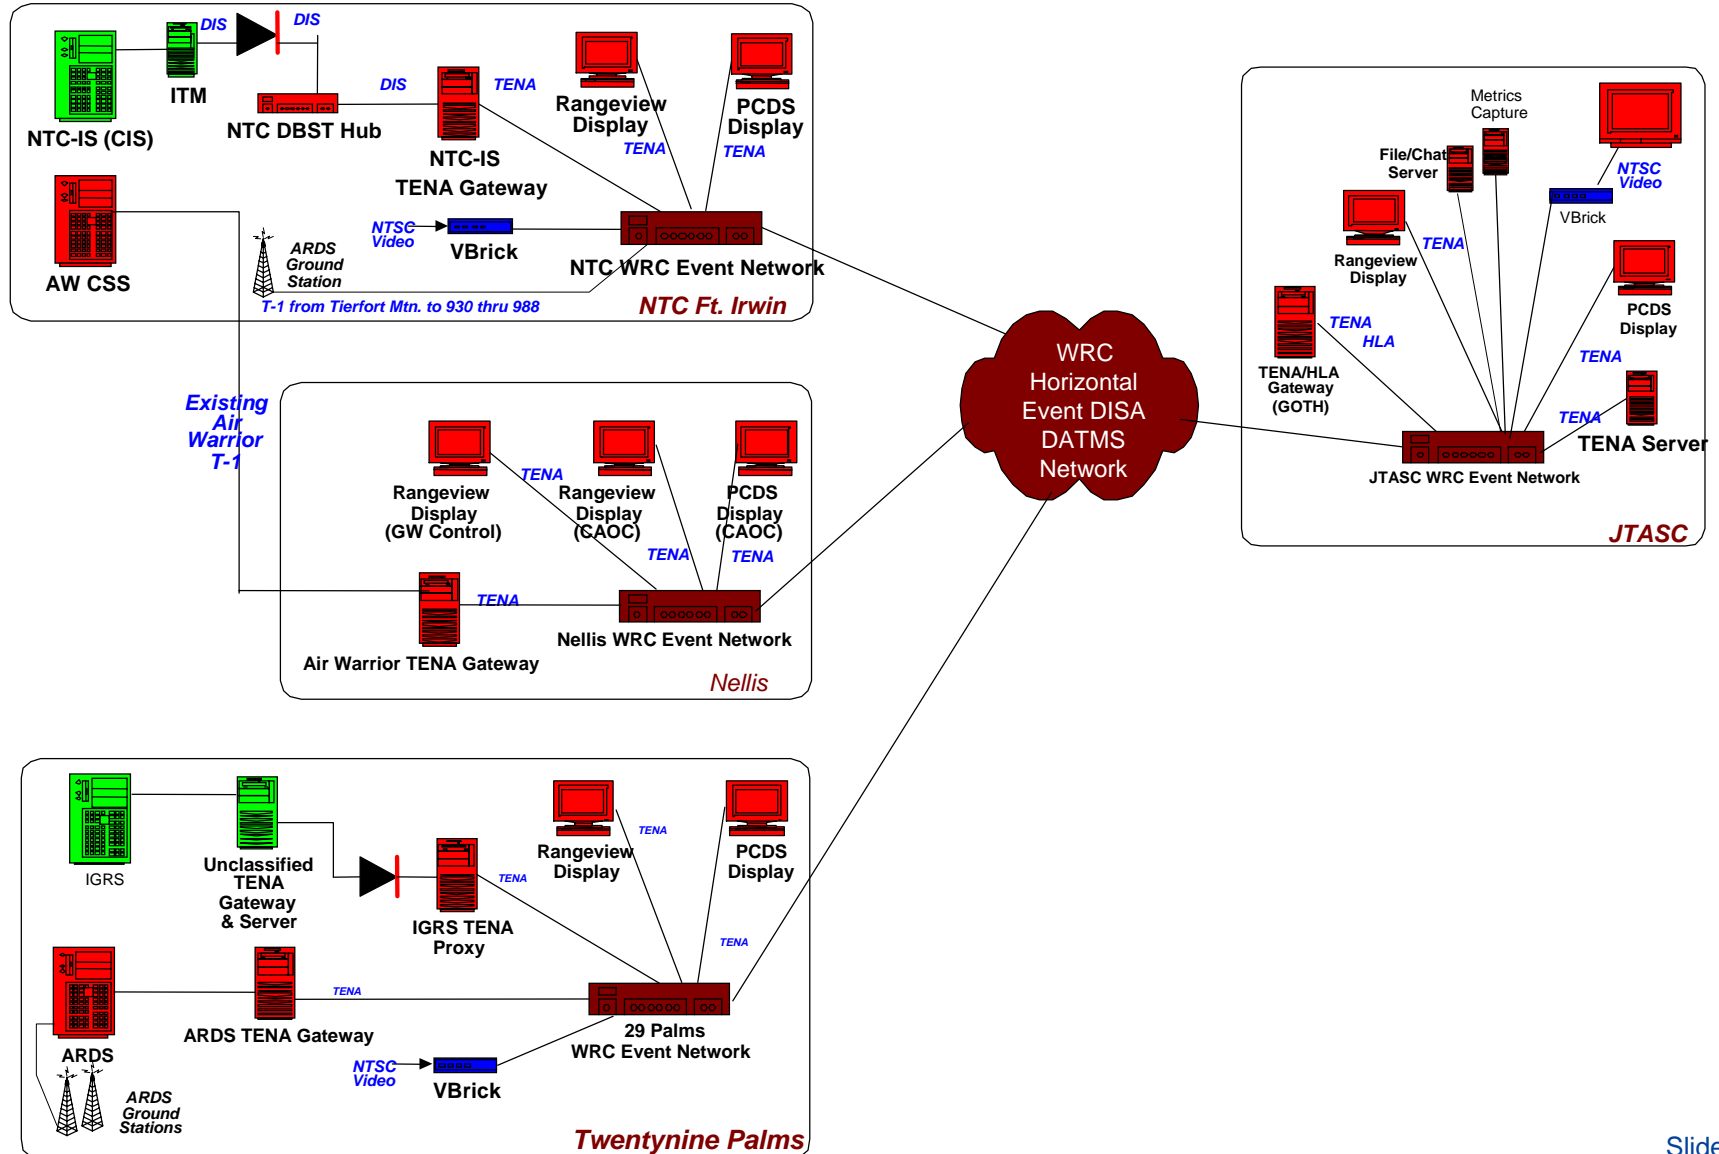 DIS
DIS
ITM
NTC-IS (CIS)
NTC DBST Hub
DIS
TENA
NTC-IS
TENA Gateway
Rangeview
Display
TENA
PCDS
Display
TENA
AW CSS
ARDS
Ground
Station
NTSC
Video
VBrick
NTC WRC Event Network
T-1 from Tierfort Mtn. to 930 thru 988
NTC Ft. Irwin
Existing
Air
Warrior
T-1
Rangeview
Display
(GW Control)
TENA
Rangeview
Display
(CAOC)
TENA
PCDS
Display
(CAOC)
TENA
TENA
Nellis WRC Event Network
Air Warrior TENA Gateway
Nellis
WRC
Horizontal
Event DISA
DATMS
Network
Metrics
Capture
File/Chat
Server
NTSC
Video
VBrick
TENA
Rangeview
Display
PCDS
Display
TENA
HLA
TENA/HLA
Gateway
(GOTH)
TENA
TENA
TENA Server
JTASC WRC Event Network
JTASC
IGRS
Unclassified
TENA
Gateway
& Server
IGRS TENA
Proxy
TENA
Rangeview
Display
TENA
PCDS
Display
TENA
ARDS
ARDS TENA Gateway
TENA
29 Palms
WRC Event Network
NTSC
Video
VBrick
ARDS
Ground
Stations
Twentynine Palms
Slide